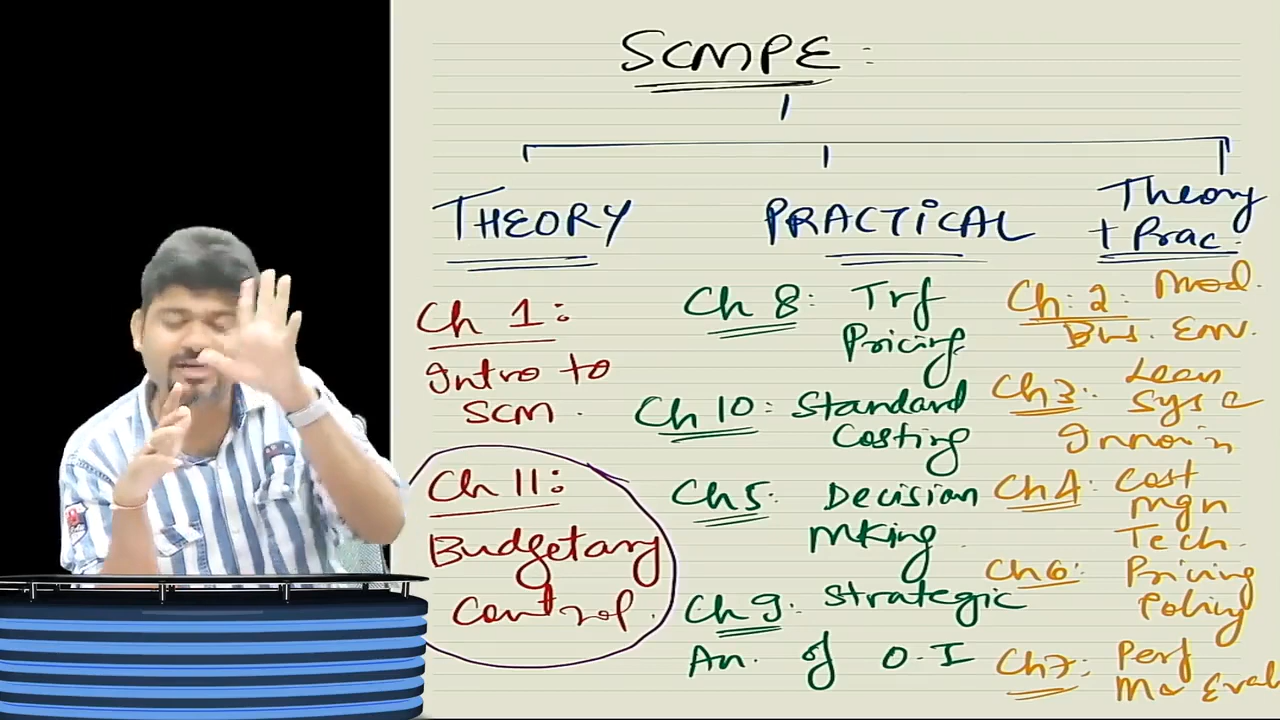 SCMPE:
THEORY
Ch 1:
Intro to
SCM.
Ch 11:
Budgetary
Control.
PRACTICAL
Ch 8: Trf
Pricing.
Ch 10: Standard
Costing
Ch 5: Decision
Mking
Ch 9: Strategic
An. of O.I
Theory
+ Prac.
Ch: 2: Mod.
Bus. Env.
Ch 3: Lean
Sys &
Innov'n
Ch 4: Cost
Mgn
Tech.
Ch 6: Pricing
Policy
Ch 7: Perf
Ma Eval